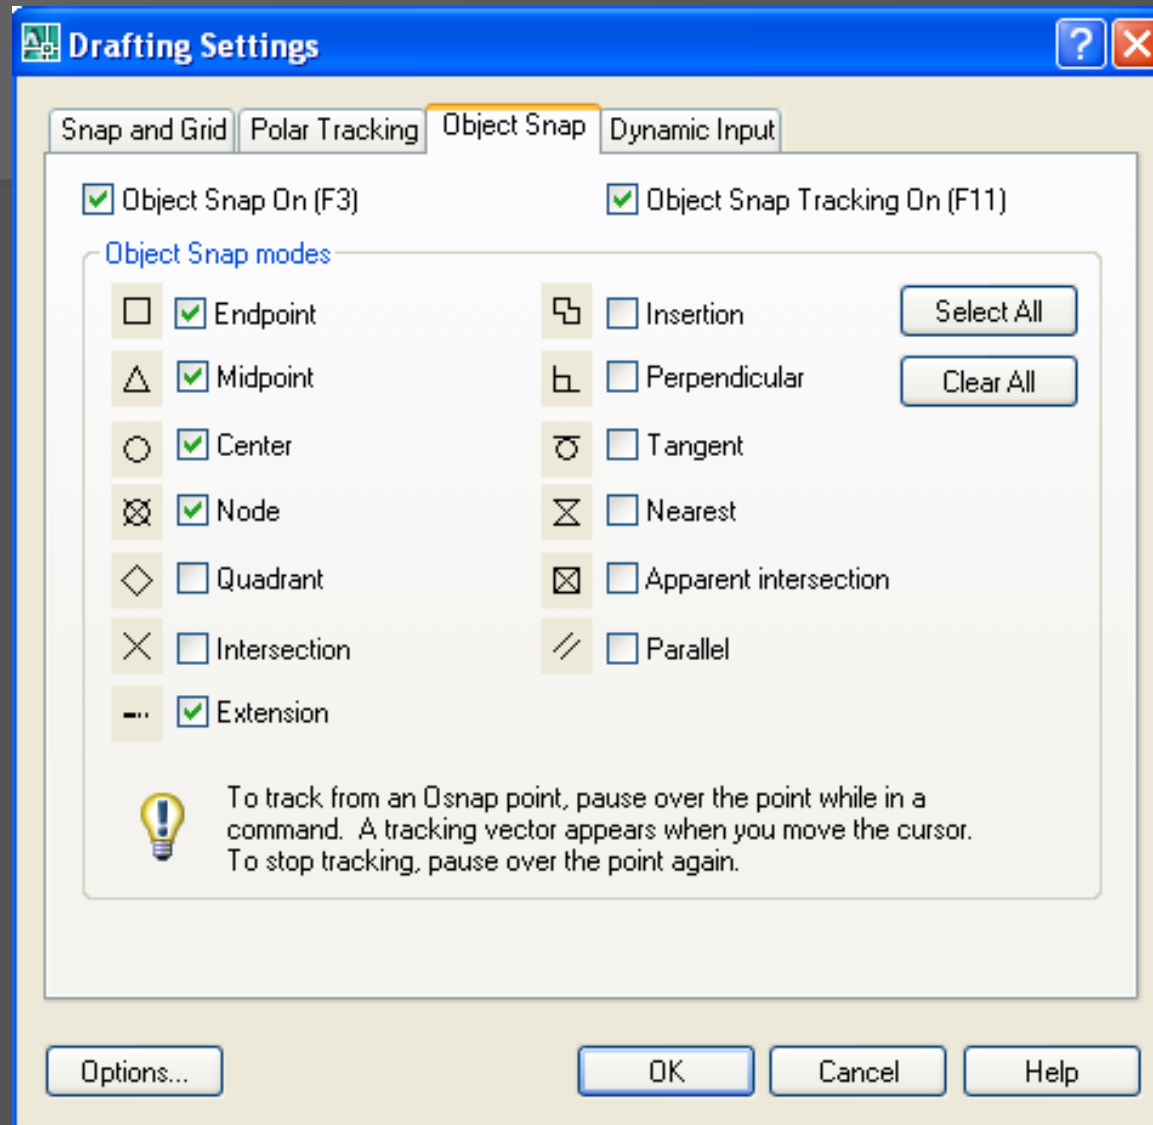 Drafting Settings
Snap and Grid
Polar Tracking
Object Snap
Dynamic Input
Object Snap On (F3)
Object Snap Tracking On (F11)
Object Snap modes
Endpoint
Midpoint
Center
Node
Quadrant
Intersection
Extension
Insertion
Perpendicular
Tangent
Nearest
Apparent intersection
Parallel
Select All
Clear All
To track from an Osnap point, pause over the point while in a
command. A tracking vector appears when you move the cursor.
To stop tracking, pause over the point again.
Options...
OK
Cancel
Help